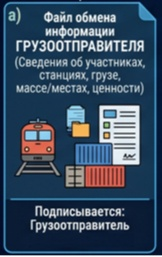 а) Файл обмена
информации
ГРУЗООТПРАВИТЕЛЯ
(Сведения об участниках,
станциях, грузе,
массе/местах, ценности)
Подписывается:
Грузоотправитель